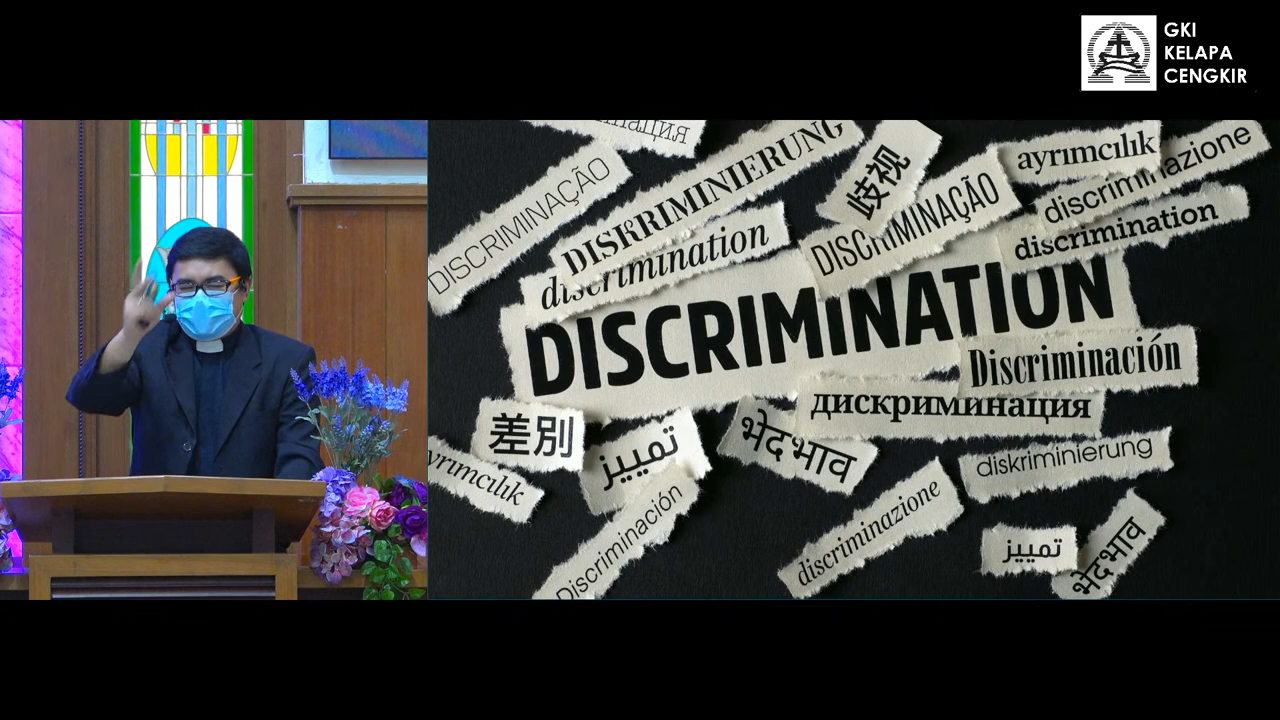 GKI
KELAPA
CENGKIR
DISCRIMINAÇÃO
DISKRIMINIERUNG
discrimination
歧视
DISCRIMINAÇÃO
ayrımcılık
discriminazione
discrimination
DISCRIMINATION
Discriminación
дискриминация
差別
تمييز
भेदभाव
diskriminierung
Discriminación
discriminazione
تمييز
भेदभाव